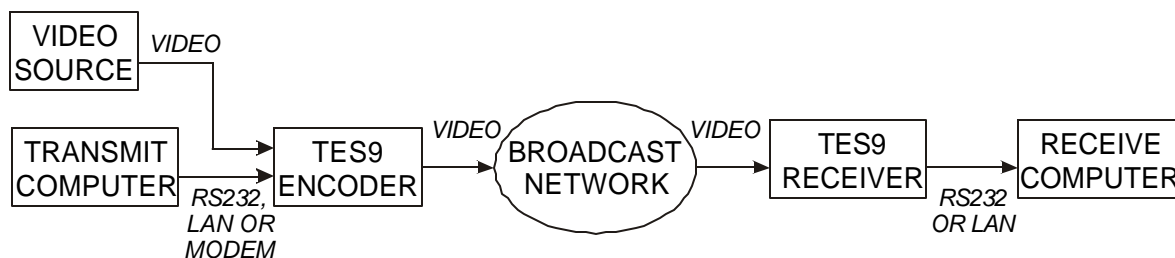 VIDEO
SOURCE
VIDEO
TRANSMIT
COMPUTER
RS232,
LAN OR
MODEM
TES9
ENCODER
VIDEO
BROADCAST
NETWORK
VIDEO
TES9
RECEIVER
RS232
OR LAN
RECEIVE
COMPUTER